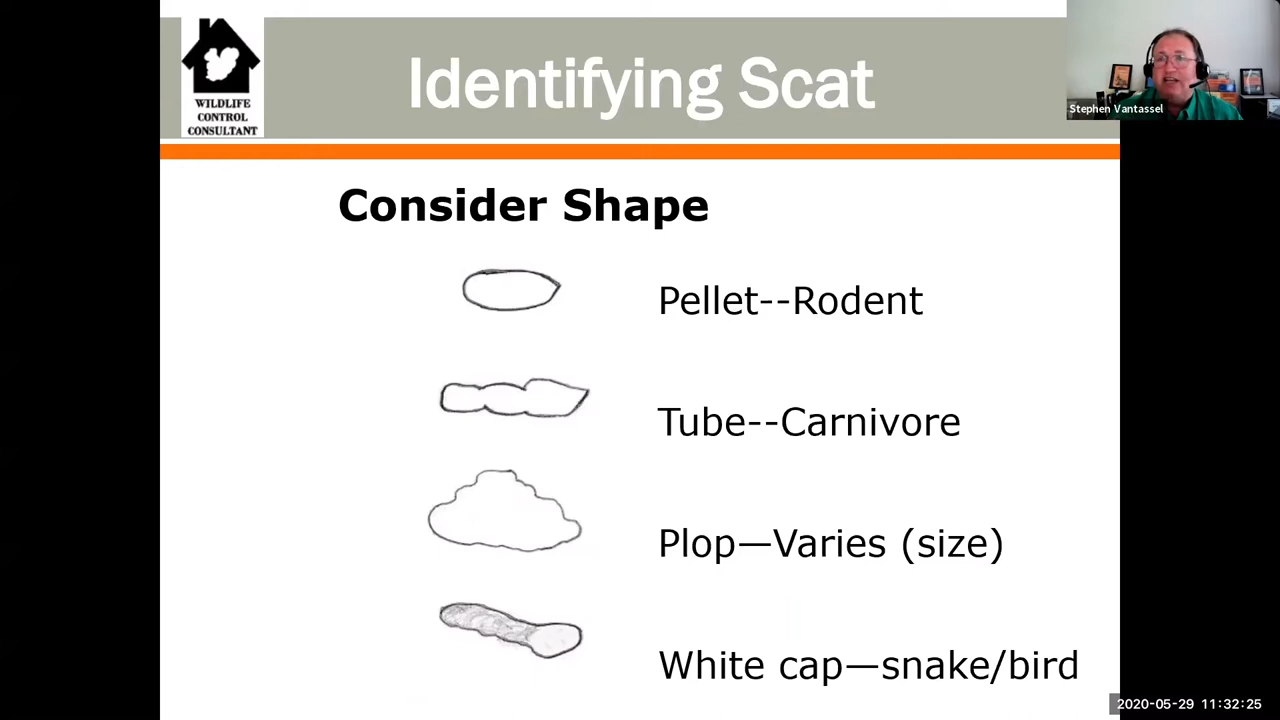 Identifying Scat
WILDLIFE
CONTROL
CONSULTANT
Stephen Vantassel
Consider Shape
Pellet--Rodent
Tube--Carnivore
Plop—Varies (size)
White cap—snake/bird
2020-05-29 11:32:25